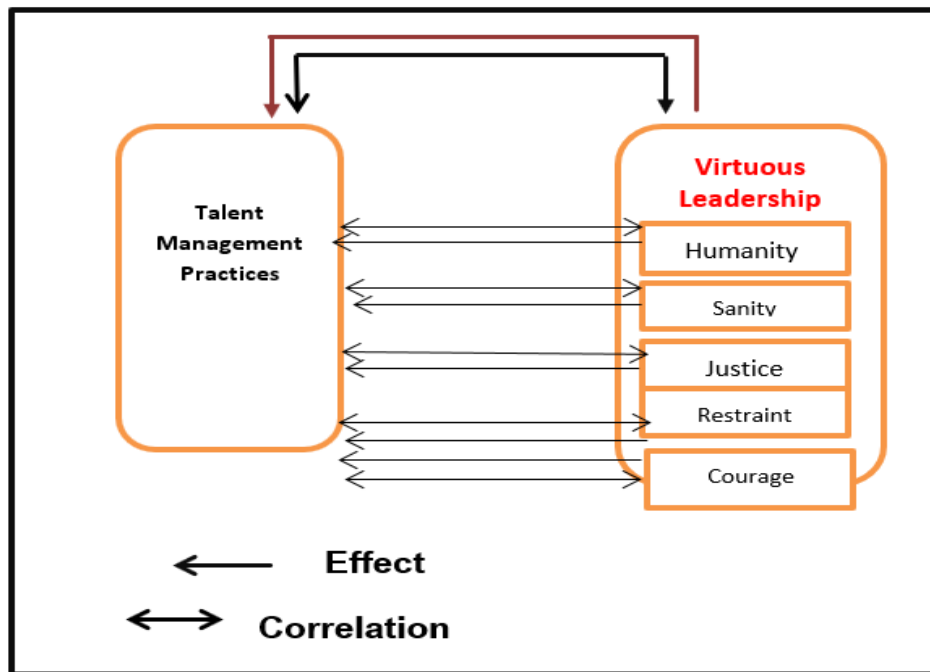 Talent
Management
Practices
Virtuous
Leadership
Humanity
Sanity
Justice
Restraint
Courage
Effect
Correlation